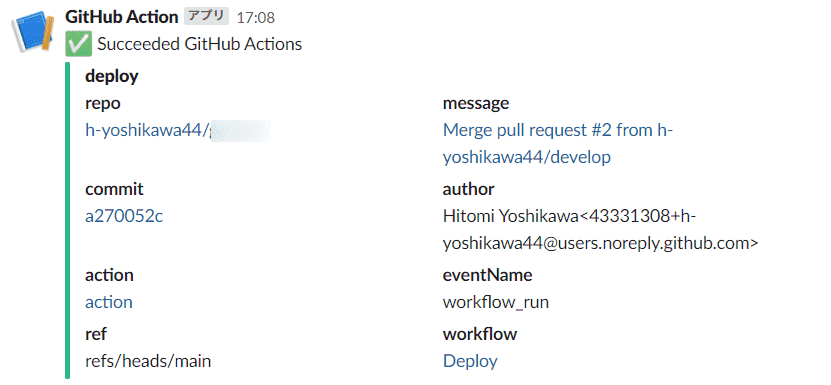 GitHub Action アプリ 17:08
Succeeded GitHub Actions
deploy
repo
h-yoshikawa44/
message
Merge pull request #2 from h-
yoshikawa44/develop
commit
a270052c
author
Hitomi Yoshikawa<43331308+h-
yoshikawa44@users.noreply.github.com>
action
action
eventName
workflow_run
ref
refs/heads/main
workflow
Deploy